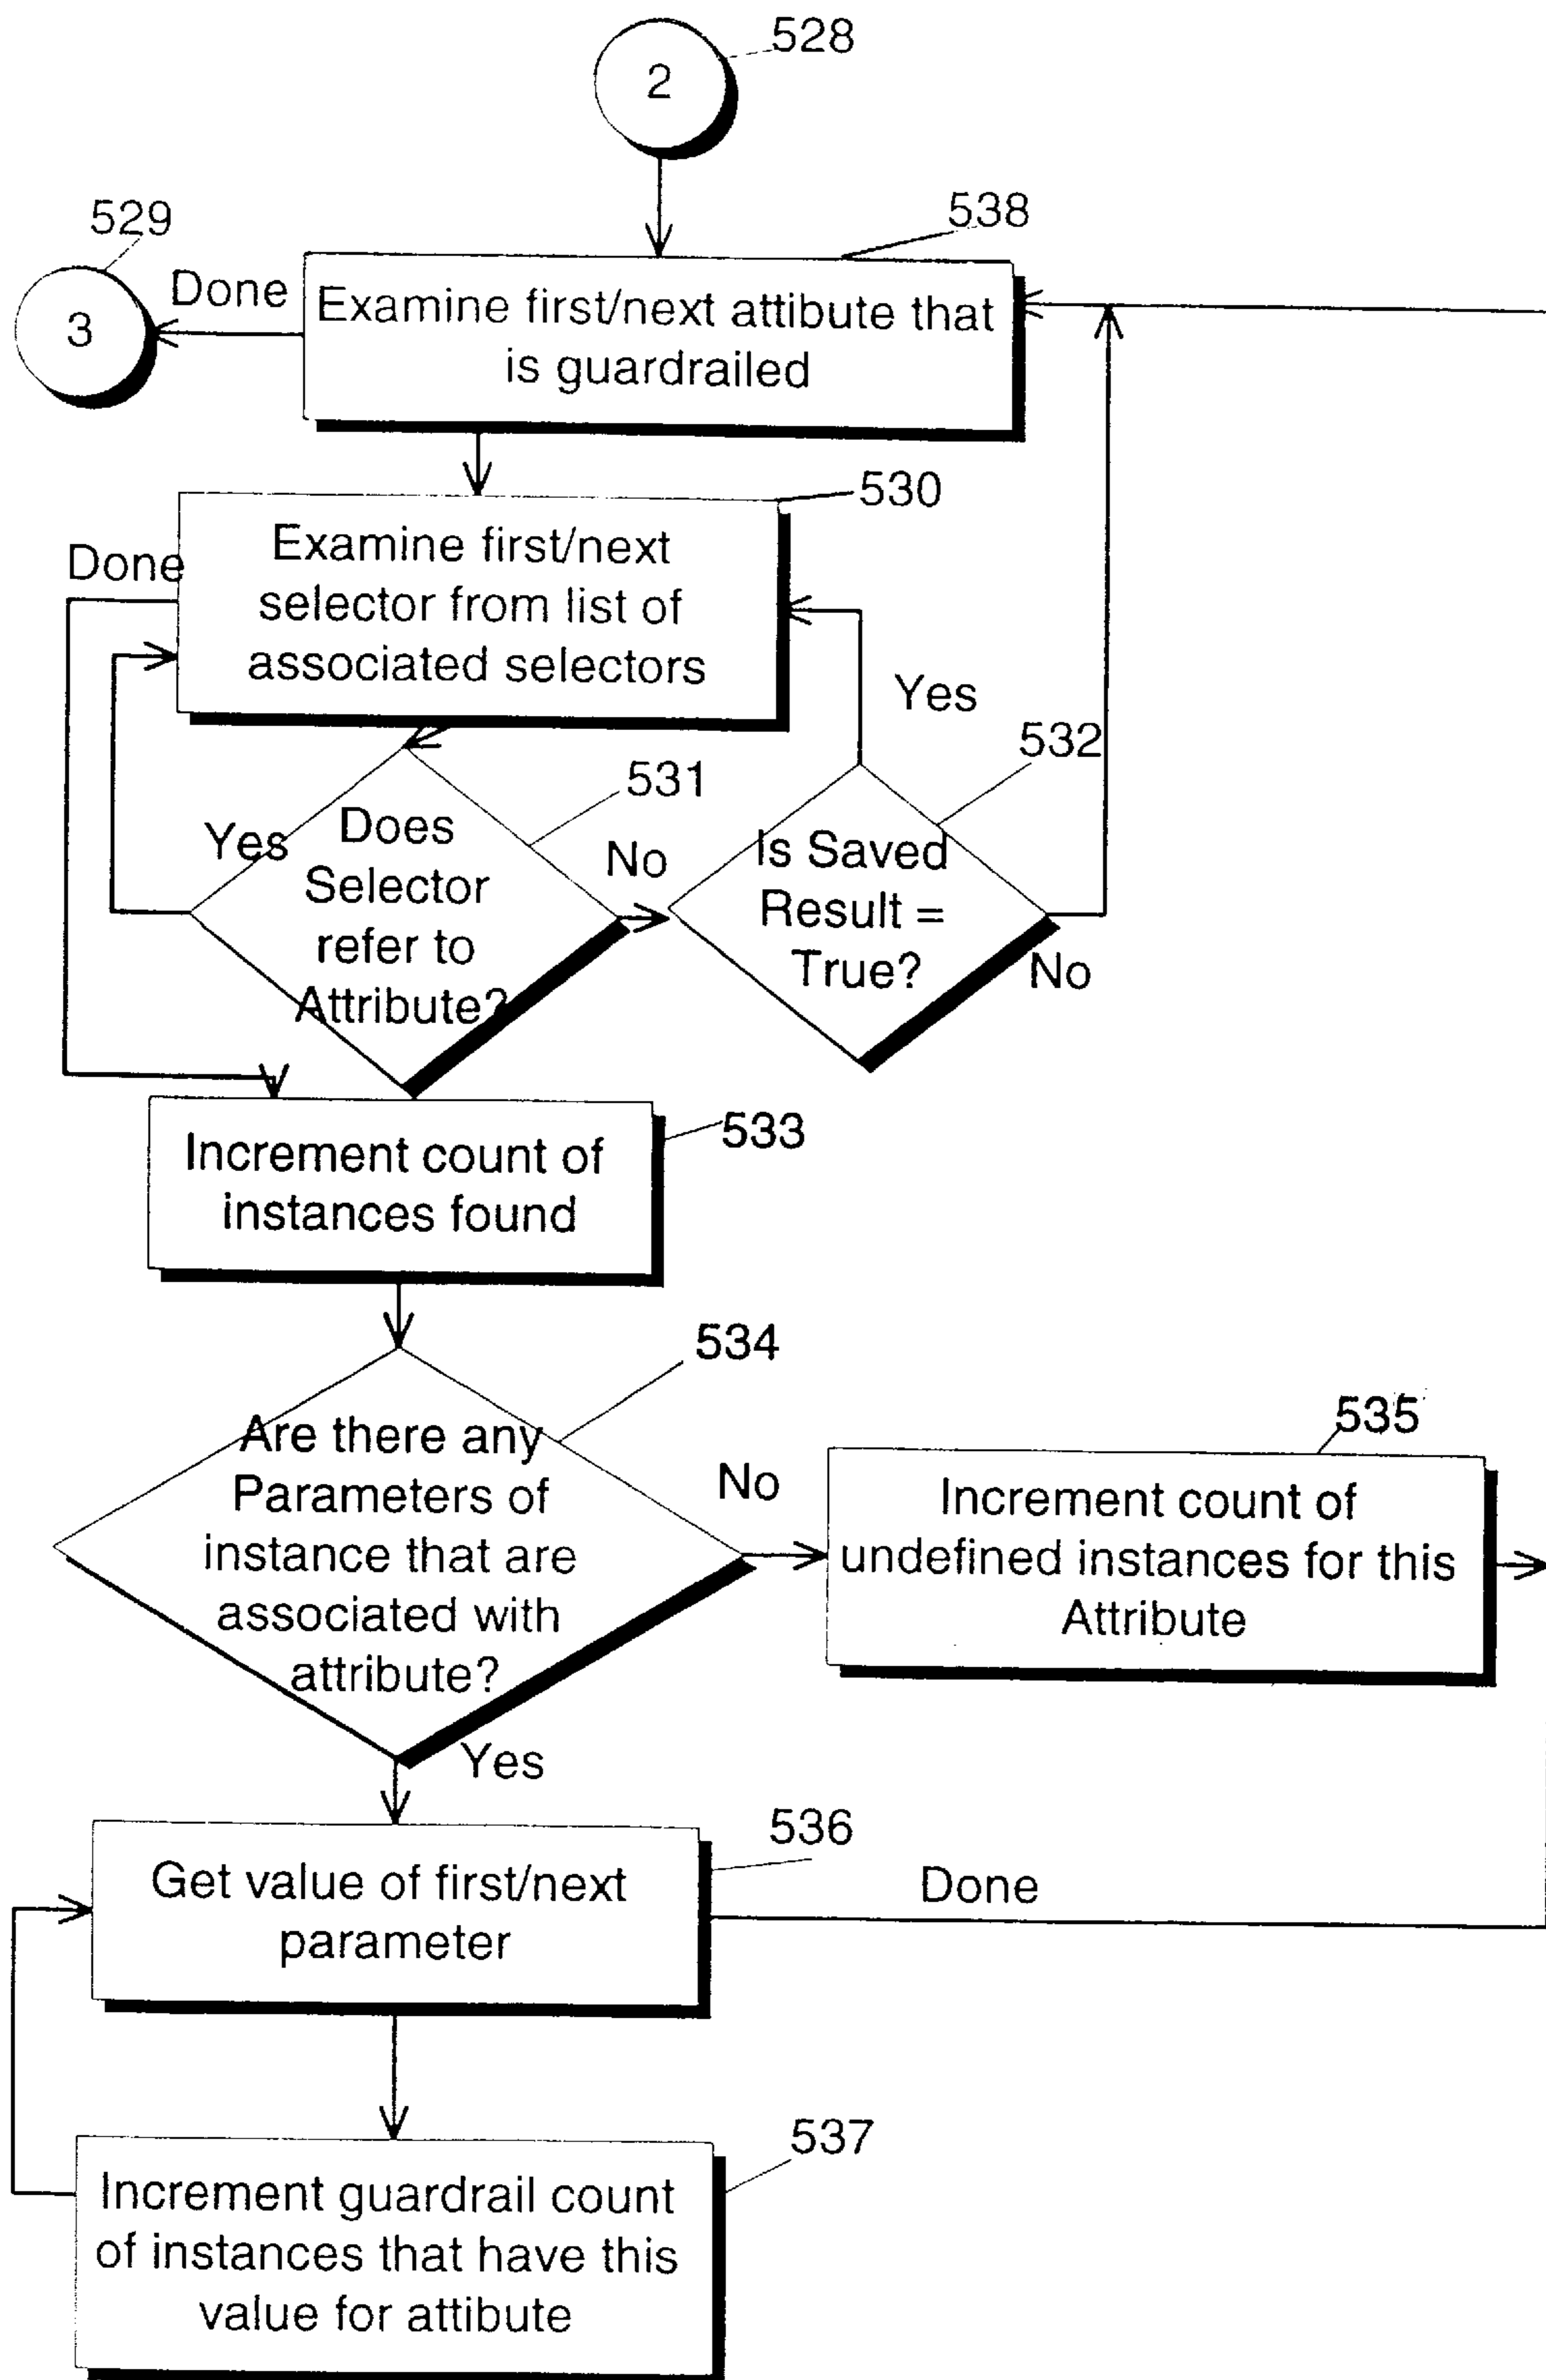 2
528
529
538
Done
3
Examine first/next attibute that
is guardrailed
530
Done
Examine first/next
selector from list of
associated selectors
Yes
532
531
Yes
Does
Selector
refer to
Attribute?
No
Is Saved
Result =
True?
No
533
Increment count of
instances found
534
535
Are there any
Parameters of
instance that are
associated with
attribute?
No
Increment count of
undefined instances for this
Attribute
Yes
536
Get value of first/next
parameter
Done
537
Increment guardrail count
of instances that have this
value for attibute